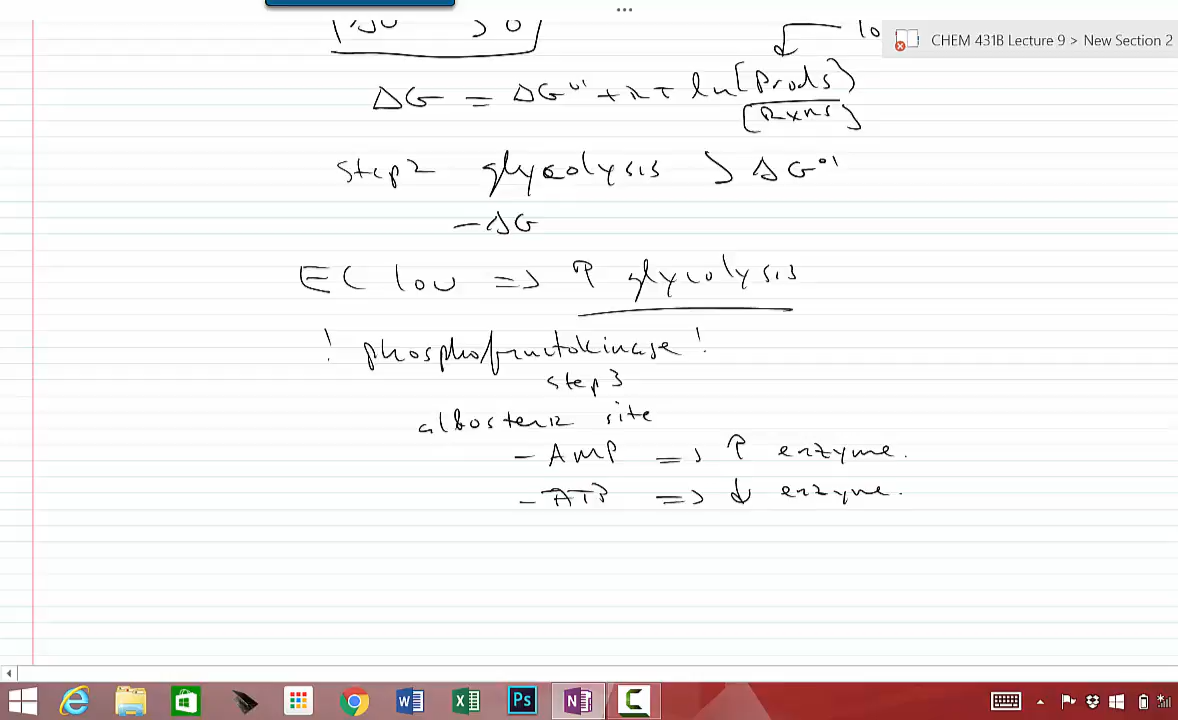 lo
CHEM 431B Lecture 9 > New Section 2
ΔG = ΔG°' + RT ln [Prods]
[Rxns]
step 2 glycolysis > ΔG°'
-ΔG
EC low => ↑ glycolysis
! phosphofructokinase !
step 3
allosteric site
- AMP => ↑ enzyme.
- ATP => ↓ enzyme.